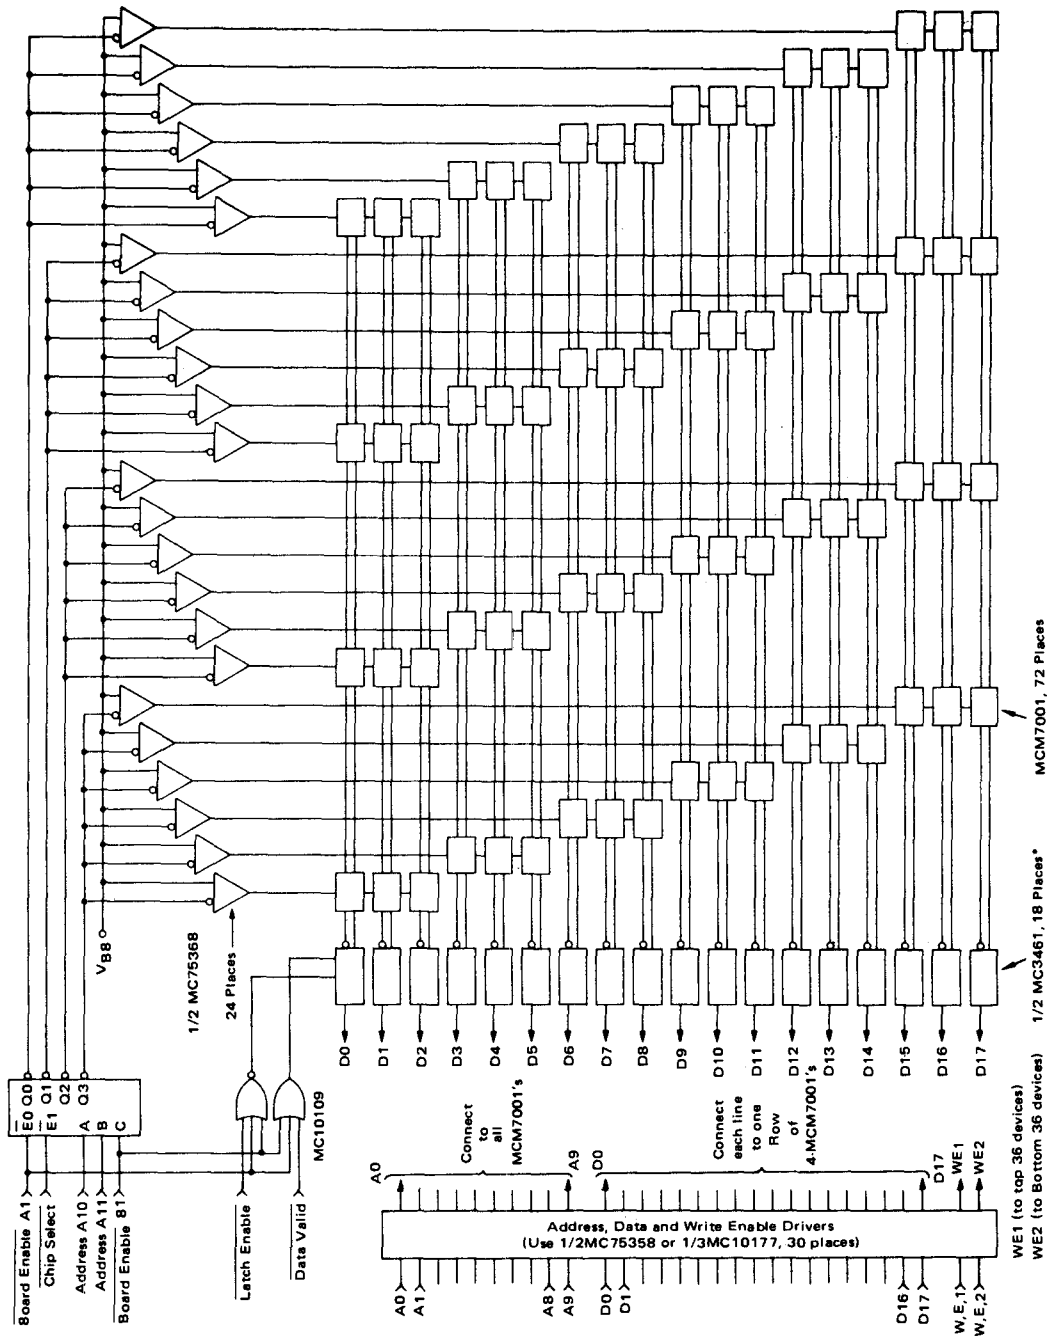 Board Enable A1
Chip Select
Address A10
Address A11
Board Enable B1
E0 Q0
E1 Q1
Q2
A Q3
B
C
VBB
1/2 MC75368
24 Places
Latch Enable
Data Valid
MC10109
D0
D1
D2
D3
D4
D5
D6
D7
D8
D9
D10
D11
D12
D13
D14
D15
D16
D17
A0
Connect
to
all
MCM7001's
A9
D0
Connect
each line
to one
Row
of
4-MCM7001's
D17
WE1
WE2
Address, Data and Write Enable Drivers
(Use 1/2MC75358 or 1/3MC10177, 30 places)
A0
A1
A8
A9
D0
D1
D16
D17
W,E,1
W,E,2
WE1 (to top 36 devices)
WE2 (to Bottom 36 devices)
1/2 MC3461, 18 Places*
MCM7001, 72 Places